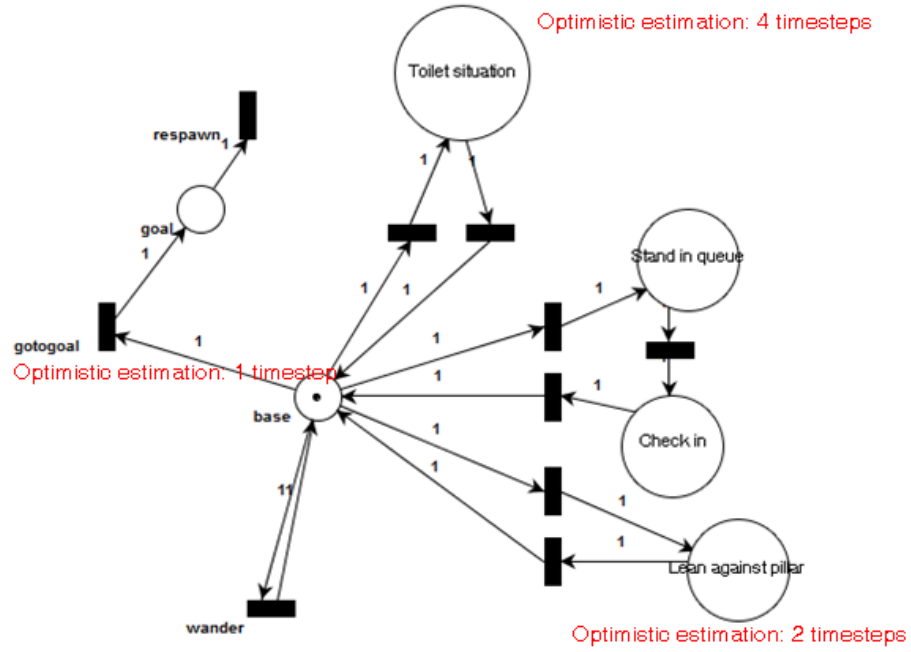 Optimistic estimation: 4 timesteps
Toilet situation
respawn
1
goal
1
1
1
1
1
Stand in queue
1
1
gotogoal
1
1
Optimistic estimation: 1 timestep
1
1
base
1
Check in
1
11
1
1
Lean against pillar
wander
Optimistic estimation: 2 timesteps